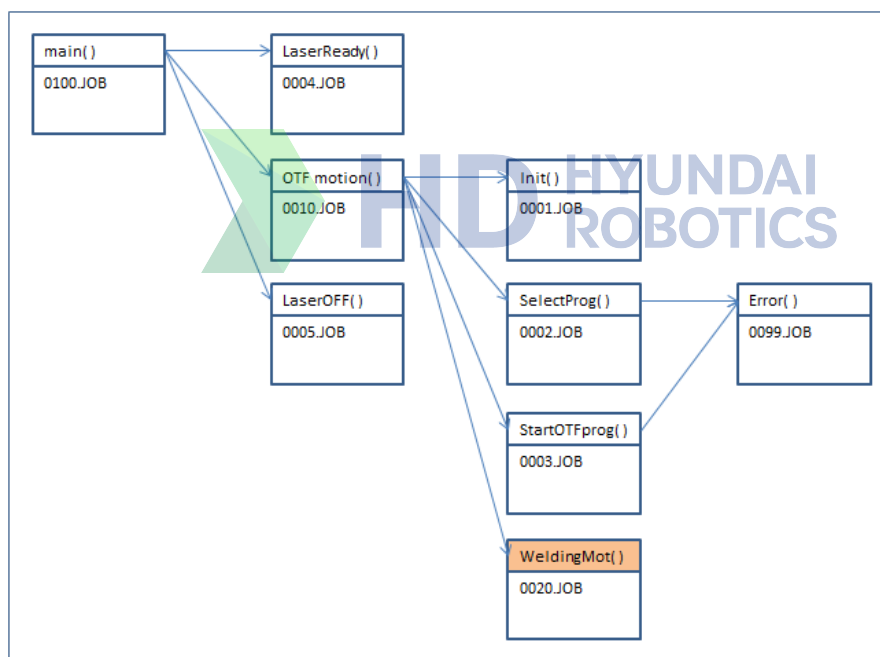 main( )
0100.JOB
LaserReady( )
0004.JOB
OTF motion( )
0010.JOB
Init( )
0001.JOB
HD HYUNDAI
ROBOTICS
LaserOFF( )
0005.JOB
SelectProg( )
0002.JOB
Error( )
0099.JOB
StartOTFprog( )
0003.JOB
WeldingMot( )
0020.JOB